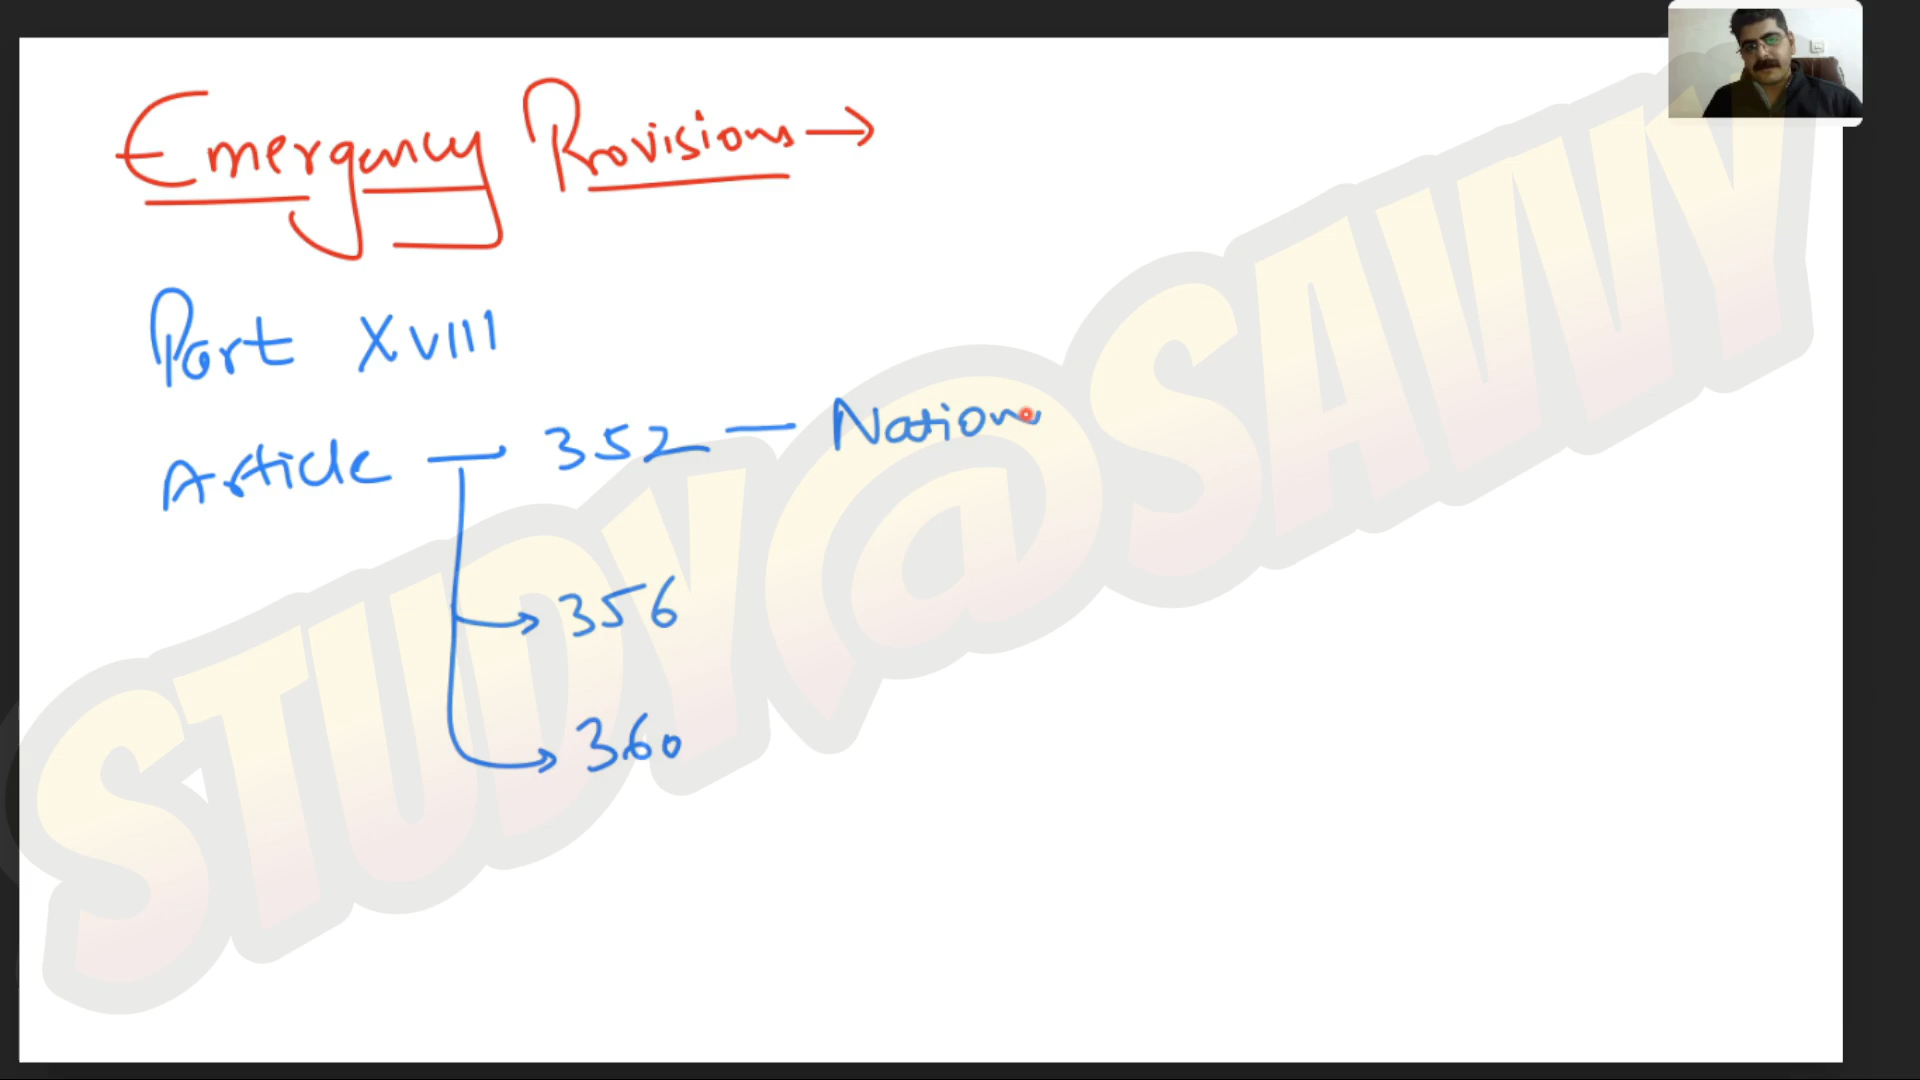 Emergency Provisions →
Part XVIII
Article — 352 — Nation
→ 356
→ 360
STUDY@SAVVY